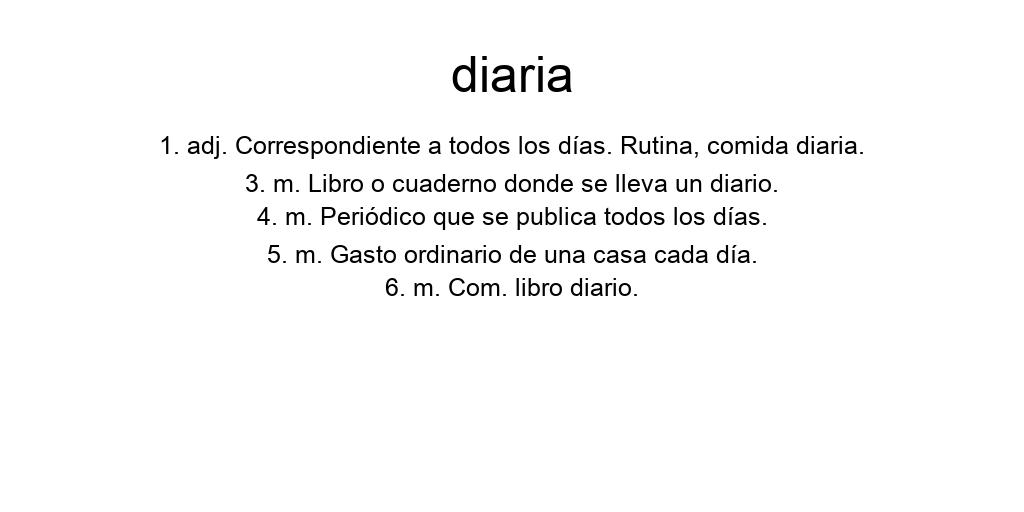 diaria
1. adj. Correspondiente a todos los días. Rutina, comida diaria.
3. m. Libro o cuaderno donde se lleva un diario.
4. m. Periódico que se publica todos los días.
5. m. Gasto ordinario de una casa cada día.
6. m. Com. libro diario.